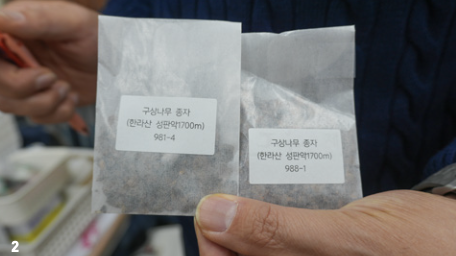 구상나무 종자
(한라산 성판악1700m)
981-4
구상나무 종자
(한라산 성판악1700m)
988-1
2